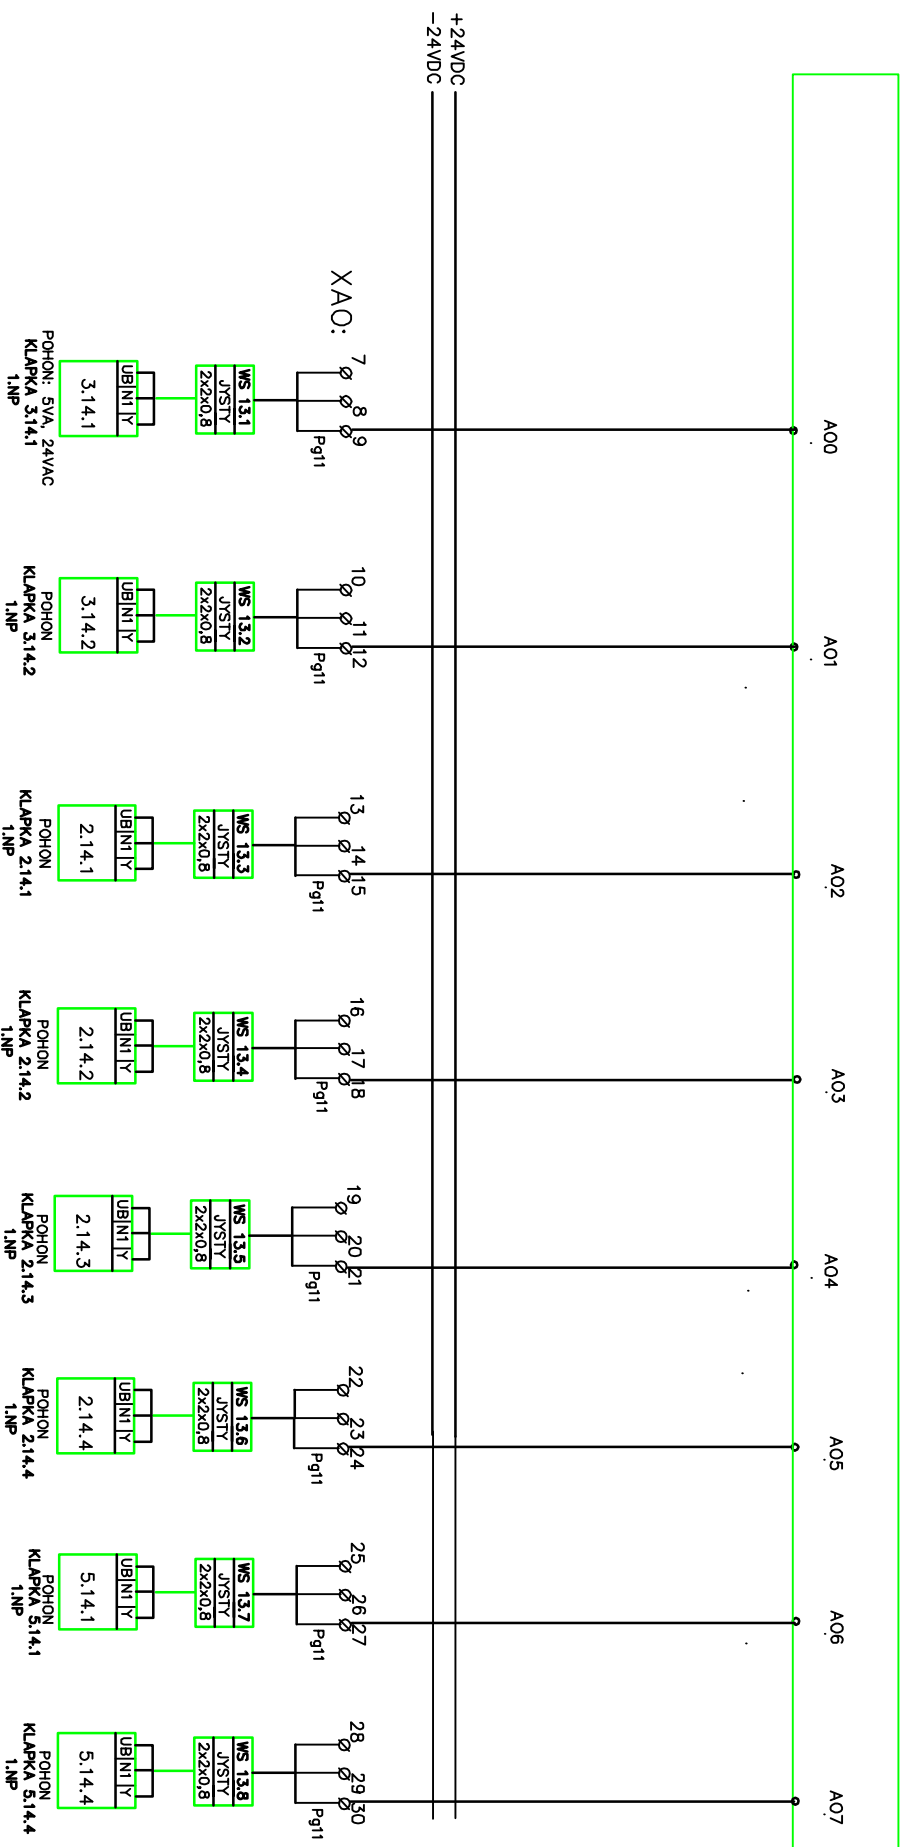 AO0
AO1
AO2
AO3
AO4
AO5
AO6
AO7
+24VDC
-24VDC
XAO:
7
8
9
Pg11
10
11
12
Pg11
13
14
15
Pg11
16
17
18
Pg11
19
20
21
Pg11
22
23
24
Pg11
25
26
27
Pg11
28
29
30
Pg11
WS 13.1
JYSTY
2x2x0,8
WS 13.2
JYSTY
2x2x0,8
WS 13.3
JYSTY
2x2x0,8
WS 13.4
JYSTY
2x2x0,8
WS 13.5
JYSTY
2x2x0,8
WS 13.6
JYSTY
2x2x0,8
WS 13.7
JYSTY
2x2x0,8
WS 13.8
JYSTY
2x2x0,8
UB N1 Y
3.14.1
POHON: 5VA, 24VAC
KLAPKA 3.14.1
1.NP
UB N1 Y
3.14.2
POHON
KLAPKA 3.14.2
1.NP
UB N1 Y
2.14.1
POHON
KLAPKA 2.14.1
1.NP
UB N1 Y
2.14.2
POHON
KLAPKA 2.14.2
1.NP
UB N1 Y
2.14.3
POHON
KLAPKA 2.14.3
1.NP
UB N1 Y
2.14.4
POHON
KLAPKA 2.14.4
1.NP
UB N1 Y
5.14.1
POHON
KLAPKA 5.14.1
1.NP
UB N1 Y
5.14.4
POHON
KLAPKA 5.14.4
1.NP